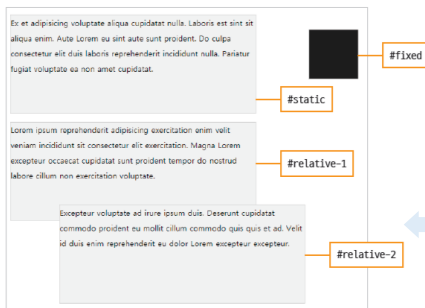 Ex et adipisicing voluptate aliqua cupidatat nulla. Laboris est sint sit
aliqua enim. Aute Lorem eu sint aute sunt proident. Do culpa
consectetur elit duis laboris reprehenderit incididunt nulla. Pariatur
fugiat voluptate ea non amet cupidatat.
#fixed
#static
Lorem ipsum reprehenderit adipisicing exercitation enim velit
veniam incididunt sit consectetur elit exercitation. Magna Lorem
excepteur occaecat cupidatat sunt proident tempor do nostrud
labore cillum non exercitation voluptate.
#relative-1
Excepteur voluptate ad irure ipsum duis. Deserunt cupidatat
commodo proident eu mollit cillum commodo quis quis et ad. Velit
id duis enim reprehenderit eu dolor Lorem excepteur excepteur.
#relative-2